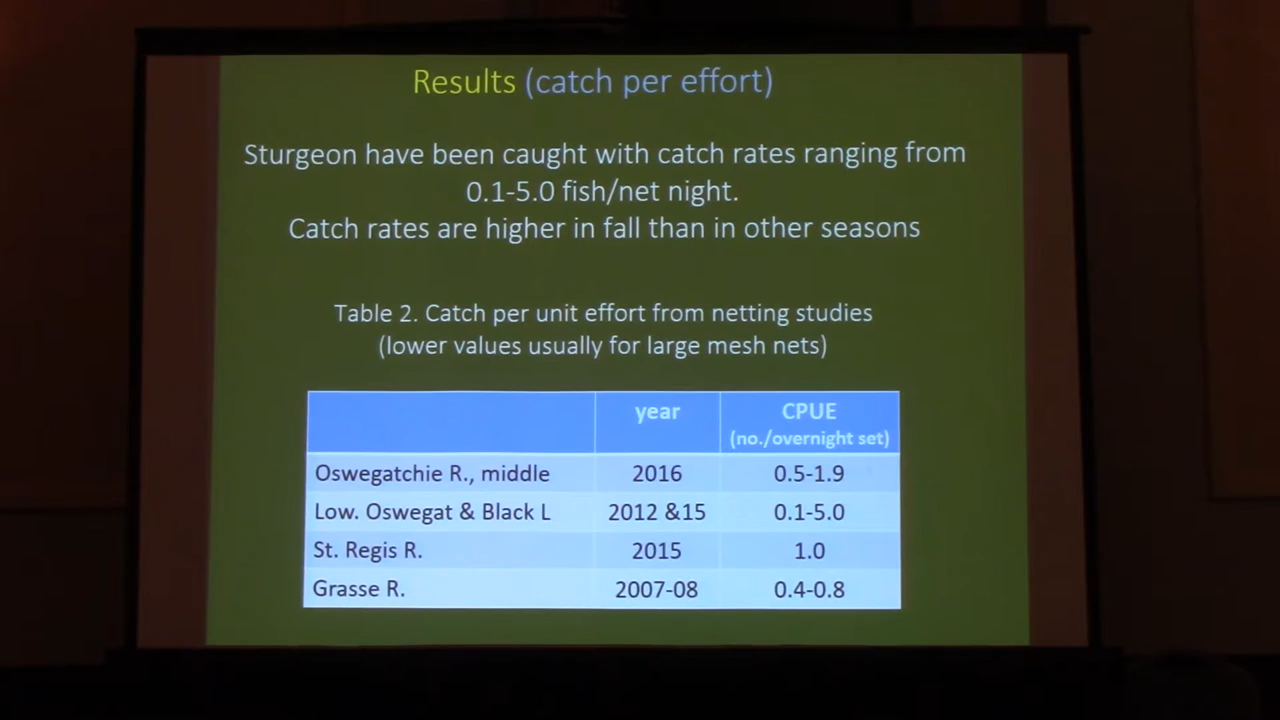 Results (catch per effort)
Sturgeon have been caught with catch rates ranging from
0.1-5.0 fish/net night.
Catch rates are higher in fall than in other seasons
Table 2. Catch per unit effort from netting studies
(lower values usually for large mesh nets)
year CPUE
(no./overnight set)
Oswegatchie R., middle 2016 0.5-1.9
Low. Oswegat & Black L 2012 &15 0.1-5.0
St. Regis R. 2015 1.0
Grasse R. 2007-08 0.4-0.8